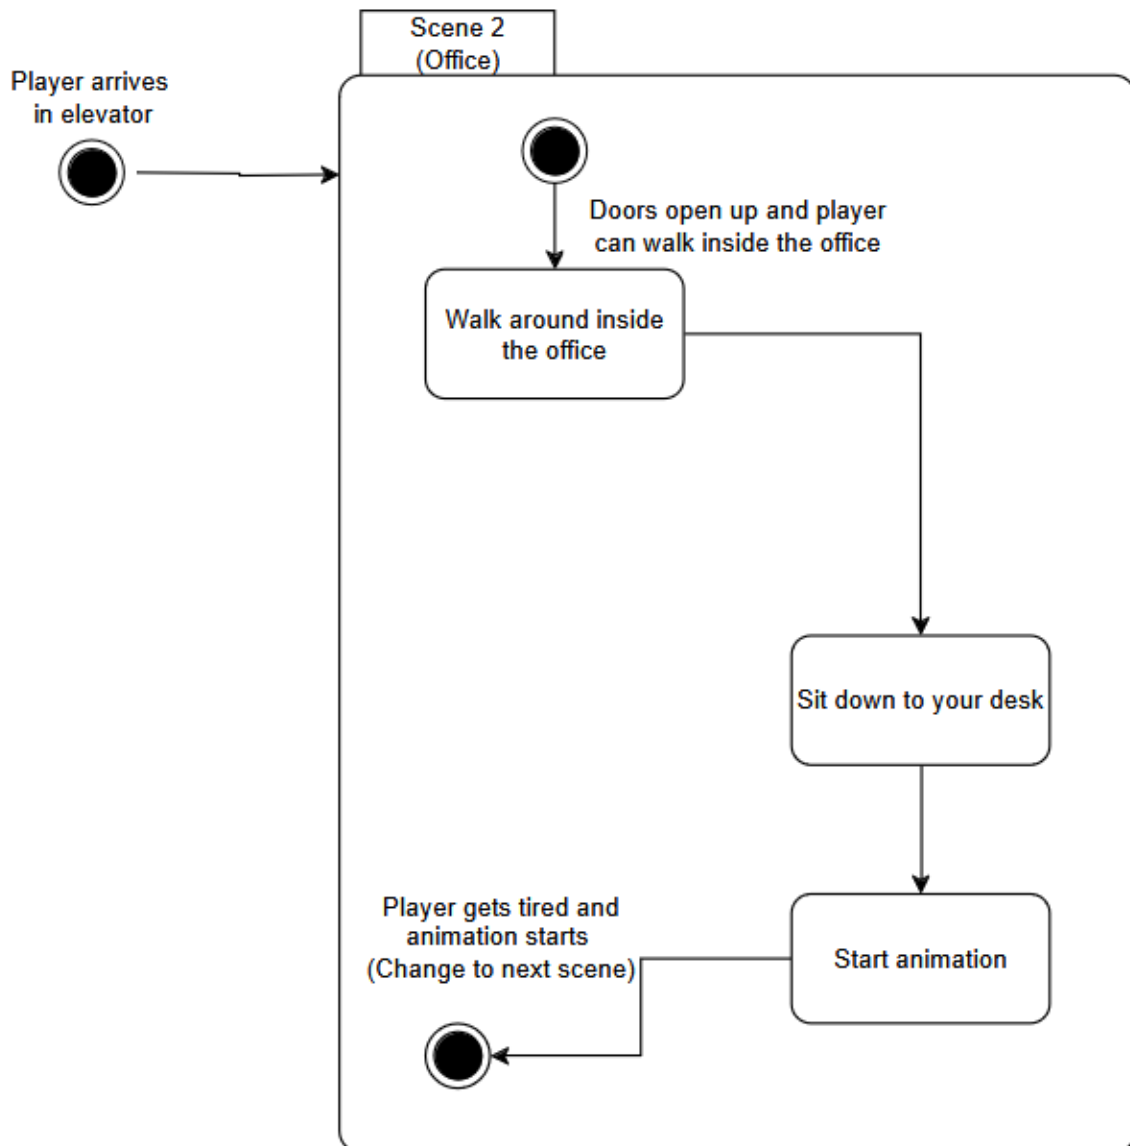 Scene 2
(Office)
Player arrives
in elevator
Doors open up and player
can walk inside the office
Walk around inside
the office
Sit down to your desk
Player gets tired and
animation starts
(Change to next scene)
Start animation